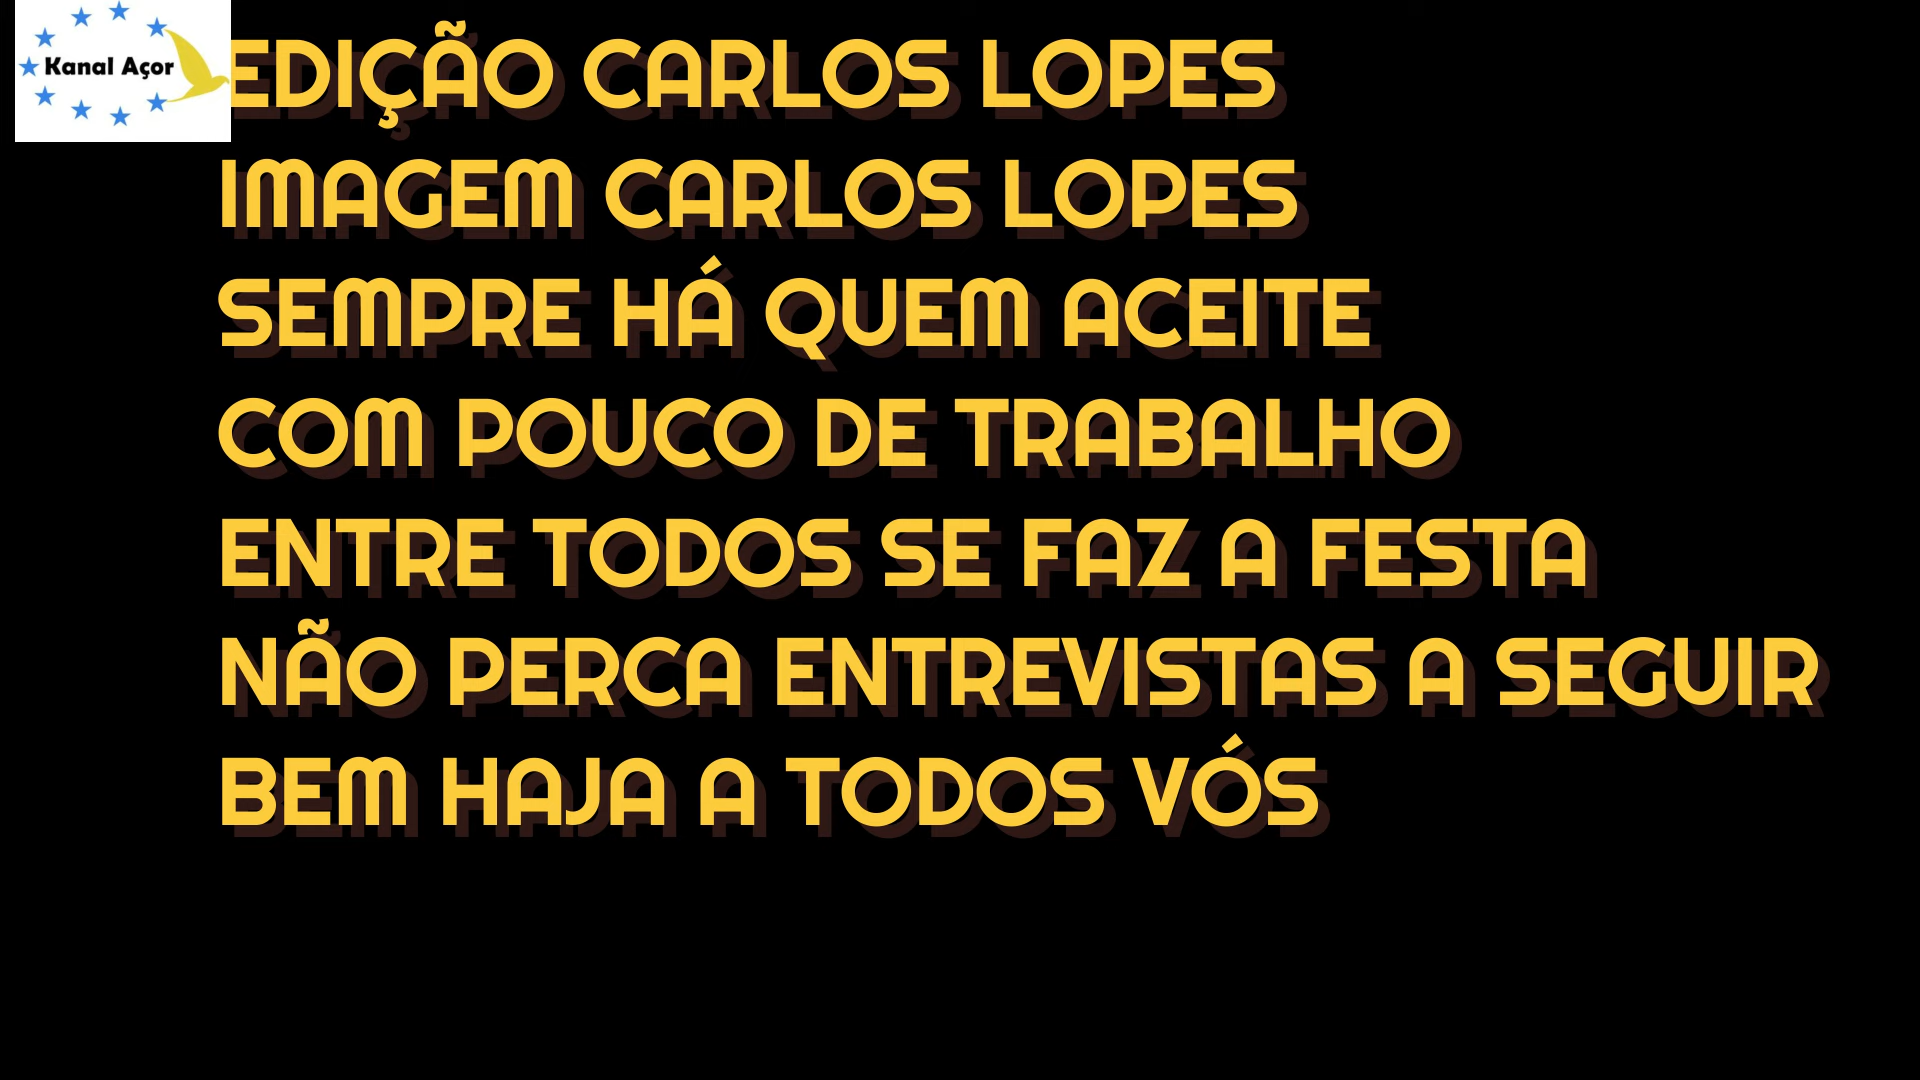 Kanal Açor
EDIÇÃO CARLOS LOPES
IMAGEM CARLOS LOPES
SEMPRE HÁ QUEM ACEITE
COM POUCO DE TRABALHO
ENTRE TODOS SE FAZ A FESTA
NÃO PERCA ENTREVISTAS A SEGUIR
BEM HAJA A TODOS VÓS